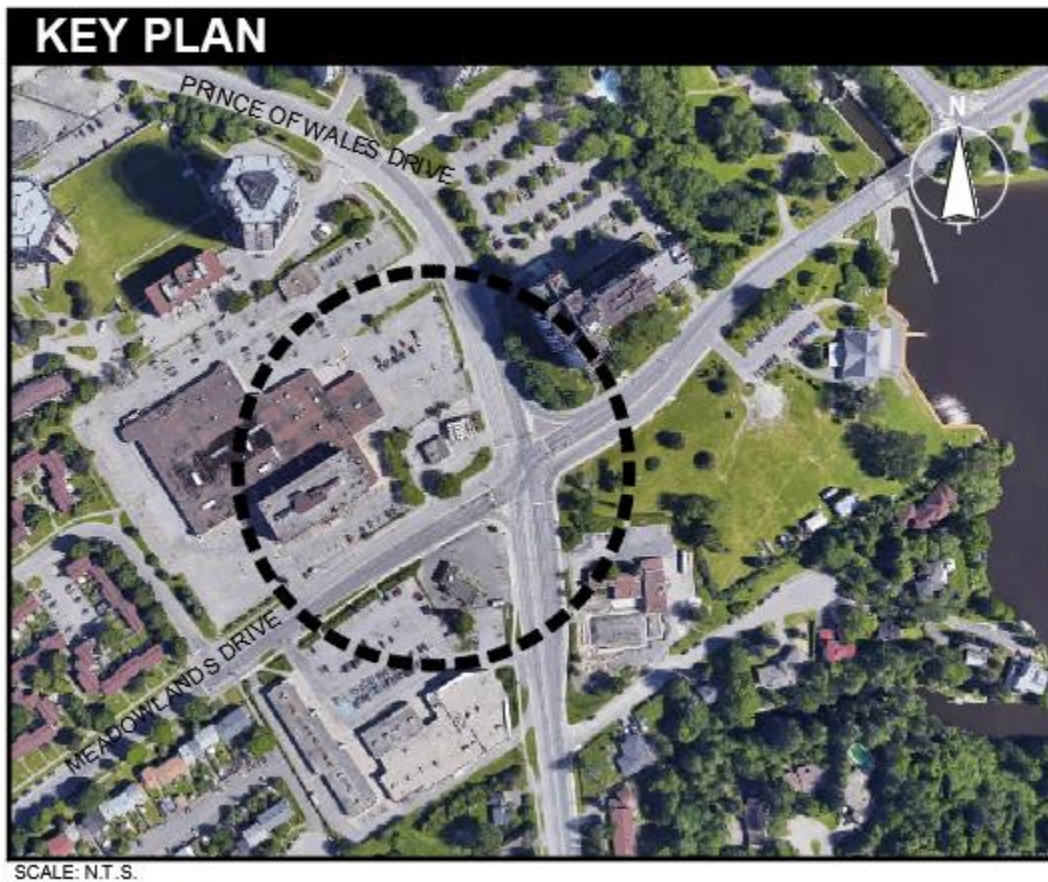 KEY PLAN
PRINCE OF WALES DRIVE
N
MEADOWLANDS DRIVE
SCALE: N.T.S.